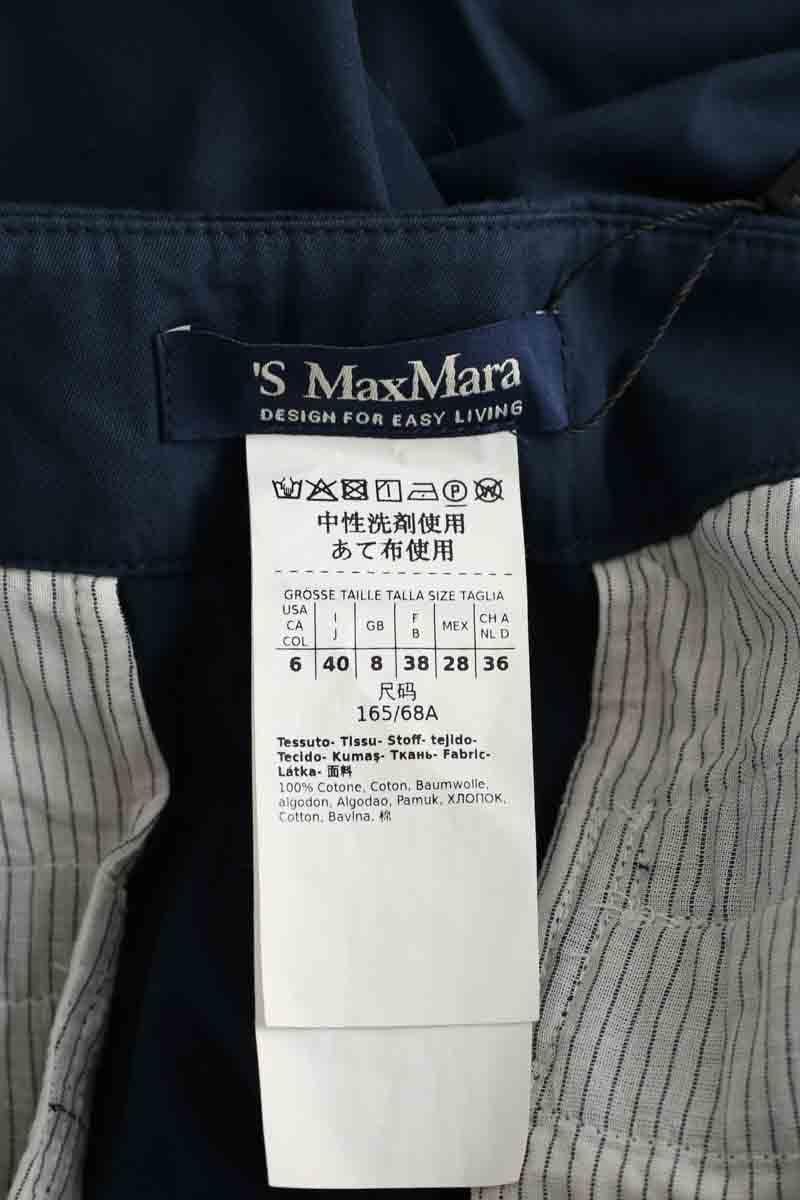 'S MaxMara
DESIGN FOR EASY LIVING
中性洗剤使用
あて布使用
GRÖSSE TAILLE TALLA SIZE TAGLIA
USA CA COL | I J | GB | F B | MEX | CH A NL D
6 | 40 | 8 | 38 | 28 | 36
尺码
165/68A
Tessuto- Tissu- Stoff- tejido-
Tecido- Kumaş- Ткань- Fabric-
Látka- 面料
100% Cotone, Coton, Baumwolle,
algodon, Algodao, Pamuk, ХЛОПОК,
Cotton, Bavlna, 棉